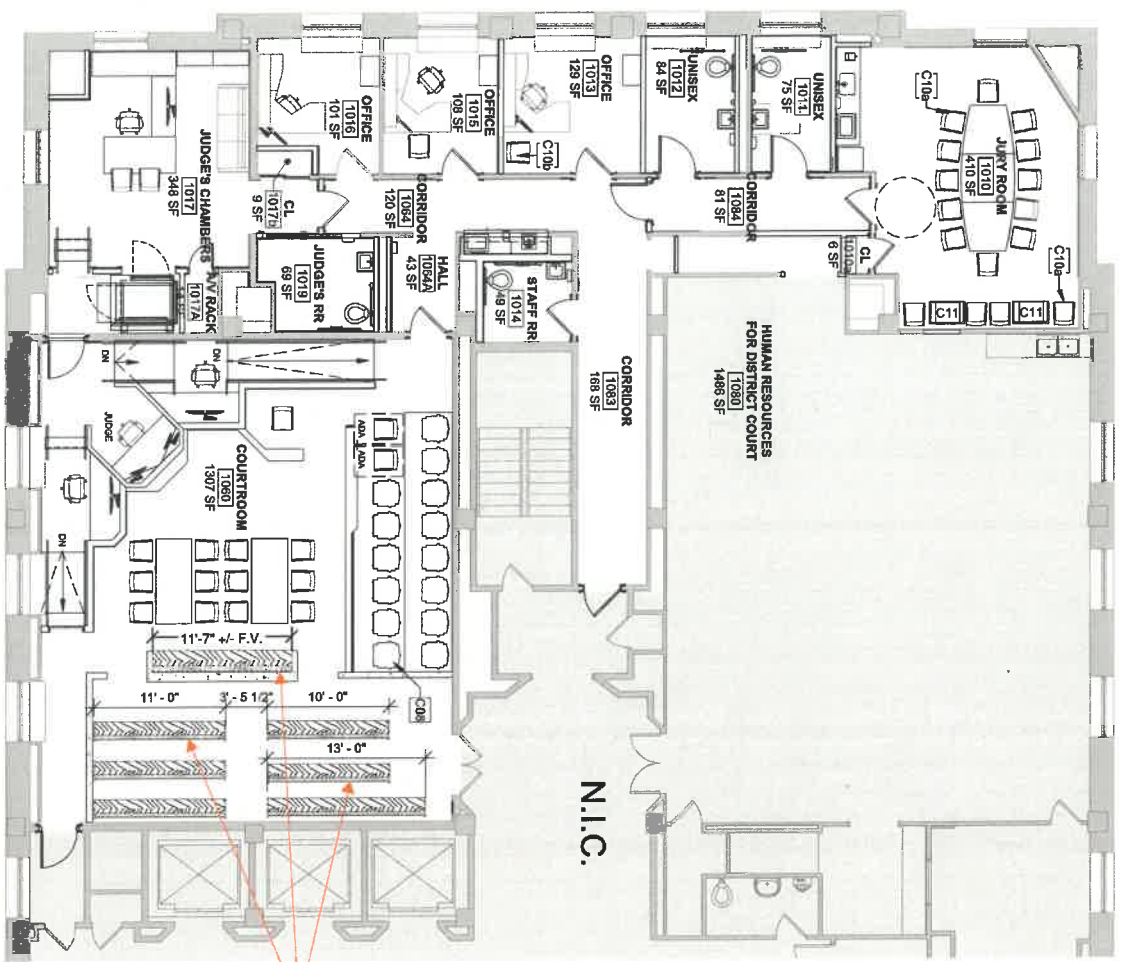 OFFICE
1016
101 SF
OFFICE
1015
108 SF
OFFICE
1013
129 SF
C10b
UNISEX
1012
84 SF
UNISEX
1014
75 SF
C10a
JURY ROOM
1010
410 SF
C10a
JUDGE'S CHAMBERS
1017
348 SF
CL
1017b
9 SF
CORRIDOR
1064
120 SF
CORRIDOR
1084
81 SF
CL
1010a
6 SF
C11
C11
A/V RACK
1017A
JUDGE'S RR
1019
69 SF
HALL
1064A
43 SF
STAFF RR
1014
49 SF
CORRIDOR
1083
168 SF
HUMAN RESOURCES
FOR DISTRICT COURT
1080
1486 SF
DN
DN
JUDGE
DN
ADA
ADA
COURTROOM
1060
1307 SF
11'-7" +/- F.V.
C08
11' - 0"
3' - 5 1/2"
10' - 0"
13' - 0"
N.I.C.